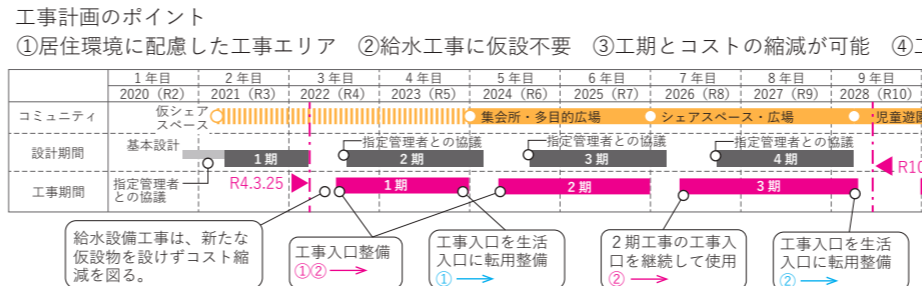 工事計画のポイント
①居住環境に配慮した工事エリア ②給水工事に仮設不要 ③工期とコストの縮減が可能 ④
1年目 2年目 3年目 4年目 5年目 6年目 7年目 8年目 9年目
2020（R2） 2021（R3） 2022（R4） 2023（R5） 2024（R6） 2025（R7） 2026（R8） 2027（R9） 2028（R10）
コミュニティ 仮シェア
スペース
集会所・多目的広場 シェアスペース・広場 児童遊園
設計期間 基本設計 指定管理者との協議 指定管理者との協議 指定管理者との協議
1期 2期 3期 4期
R10
工事期間 指定管理者
との協議
R4.3.25 1期 2期 3期
給水設備工事は、新たな
仮設物を設けずコスト縮
減を図る。
工事入口整備
①②
工事入口を生活
入口に転用整備
①
2期工事の工事入
口を継続して使用
②
工事入口を生活
入口に転用整備
②